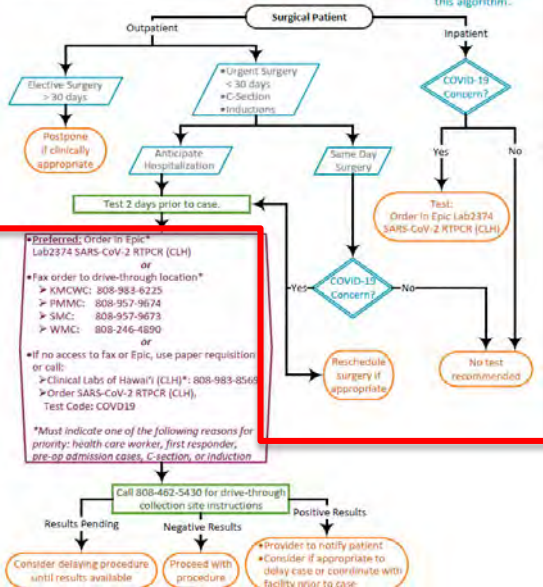 this algorithm.
Surgical Patient
Outpatient
Inpatient
Elective Surgery
> 30 days
•Urgent Surgery
< 30 days
•C-Section
•Inductions
COVID-19
Concern?
Postpone
if clinically
appropriate
Anticipate
Hospitalization
Same Day
Surgery
Yes
No
Test 2 days prior to case.
Test:
Order in Epic Lab2374
SARS-CoV-2 RTPCR (CLH)
•Preferred: Order in Epic*
Lab2374 SARS-CoV-2 RTPCR (CLH)
or
•Fax order to drive-through location*
➢ KMCWC: 808-983-6225
➢ PMMC: 808-957-9674
➢ SMC: 808-957-9673
➢ WMC: 808-246-4890
or
•If no access to fax or Epic, use paper requisition
or call:
➢Clinical Labs of Hawai'i (CLH)*: 808-983-8565
➢Order SARS-CoV-2 RTPCR (CLH),
Test Code: COVD19
*Must indicate one of the following reasons for
priority: health care worker, first responder,
pre-op admission cases, C-section, or induction
Yes
COVID-19
Concern?
No
Reschedule
surgery if
appropriate
No test
recommended
Call 808-462-5430 for drive-through
collection site instructions
Results Pending
Negative Results
Positive Results
Consider delaying procedure
until results available
Proceed with
procedure
•Provider to notify patient
•Consider if appropriate to
delay case or coordinate with
facility prior to case